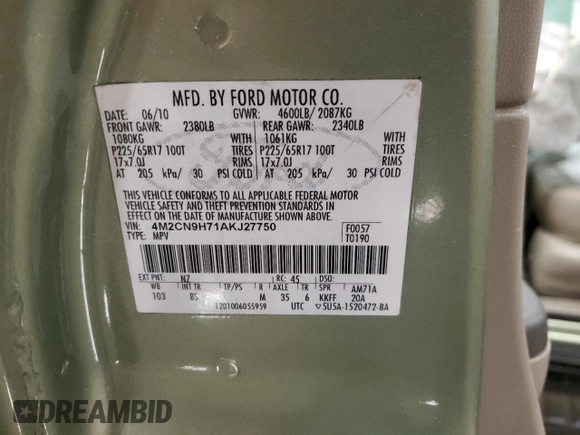 MFD. BY FORD MOTOR CO.
DATE: 06/10 GVWR: 4600LB/ 2087KG
FRONT GAWR: 2380LB REAR GAWR: 2340LB
1080KG WITH 1061KG WITH
P225/65R17 100T TIRES P225/65R17 100T TIRES
17x7.0J RIMS 17x7.0J RIMS
AT 205 kPa/ 30 PSI COLD AT 205 kPa/ 30 PSI COLD
THIS VEHICLE CONFORMS TO ALL APPLICABLE FEDERAL MOTOR
VEHICLE SAFETY AND THEFT PREVENTION STANDARDS IN
EFFECT ON THE DATE OF MANUFACTURE SHOWN ABOVE.
VIN: 4M2CN9H71AKJ27750 F0057
TYPE: MPV T0190
EXT PNT: NZ RC: 45 DSO:
WB INT TR TP/PS R AXLE TR SPR AM71A
103 85 M 35 6 KKFF 20A
1201006055959 UTC ▽5U5A-1520472-BA
DREAMBID